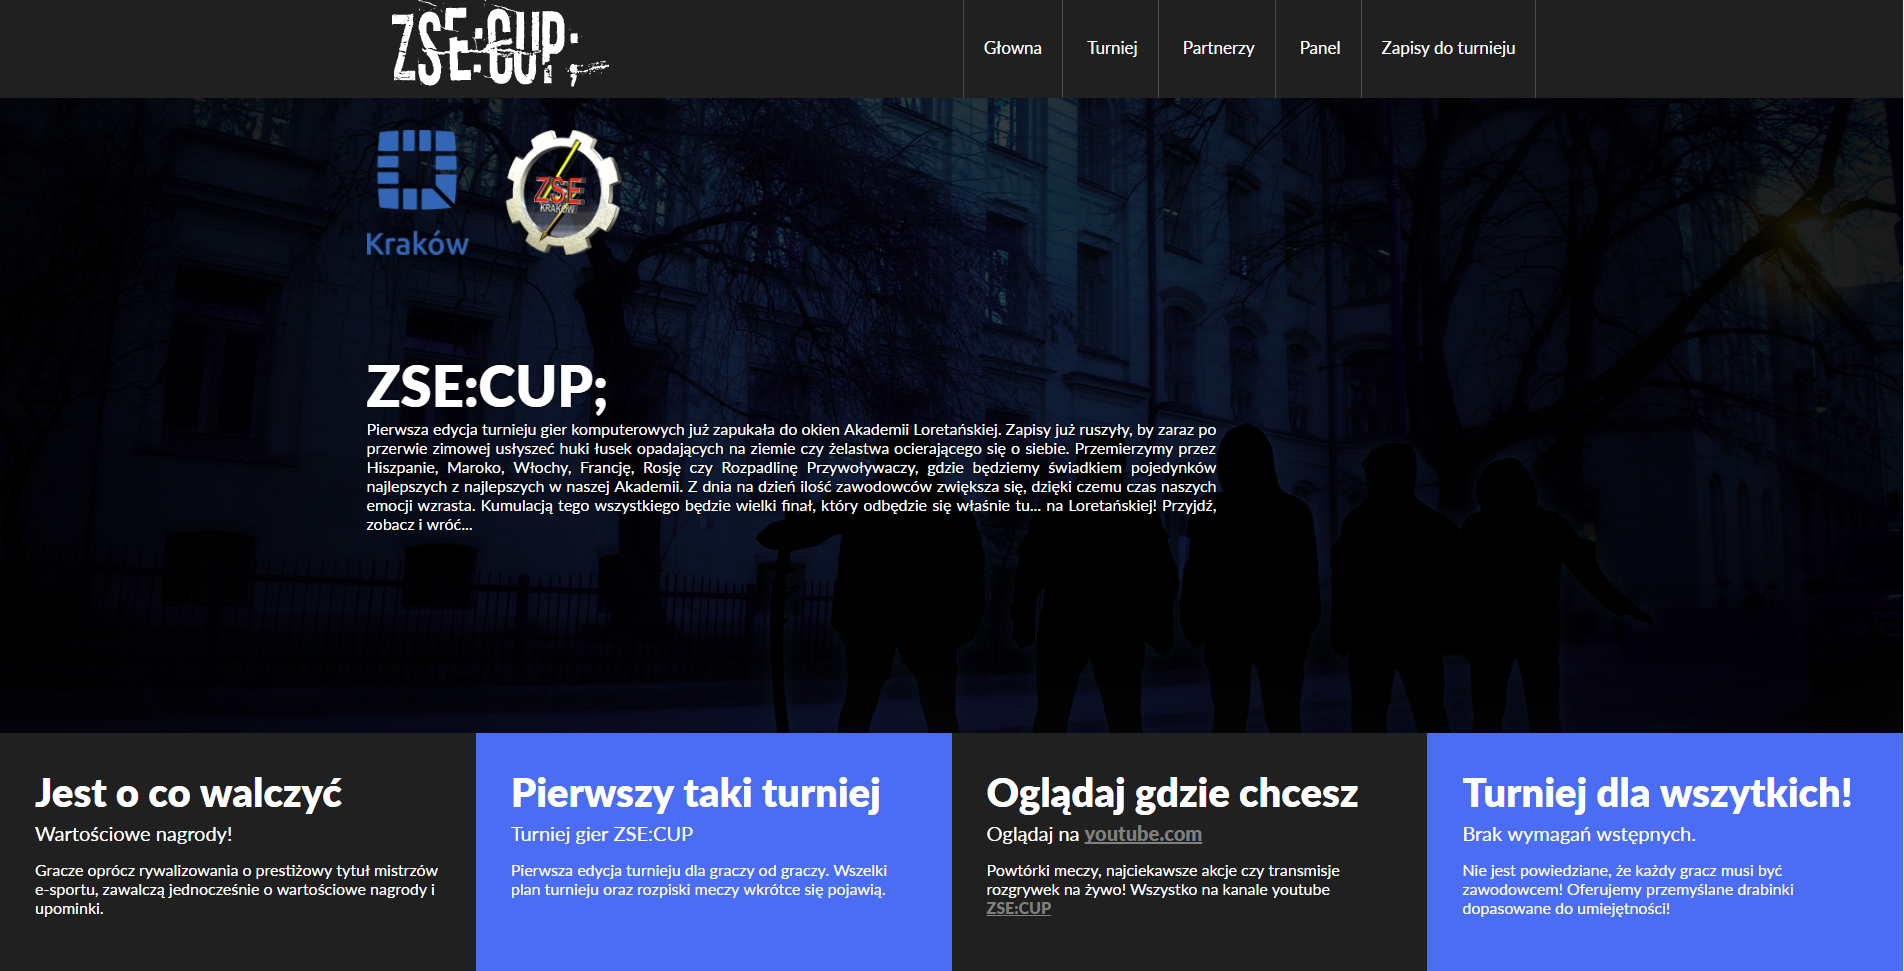 ZSE:CUP;
Głowna
Turniej
Partnerzy
Panel
Zapisy do turnieju
Kraków
ZSE
KRAKÓW
ZSE:CUP;
Pierwsza edycja turnieju gier komputerowych już zapukała do okien Akademii Loretańskiej. Zapisy już ruszyły, by zaraz po
przerwie zimowej usłyszeć huki łusek opadających na ziemie czy żelastwa ocierającego się o siebie. Przemierzymy przez
Hiszpanie, Maroko, Włochy, Francję, Rosję czy Rozpadlinę Przywoływaczy, gdzie będziemy świadkiem pojedynków
najlepszych z najlepszych w naszej Akademii. Z dnia na dzień ilość zawodowców zwiększa się, dzięki czemu czas naszych
emocji wzrasta. Kumulacją tego wszystkiego będzie wielki finał, który odbędzie się właśnie tu... na Loretańskiej! Przyjdź,
zobacz i wróć...
Jest o co walczyć
Wartościowe nagrody!
Gracze oprócz rywalizowania o prestiżowy tytuł mistrzów
e-sportu, zawalczą jednocześnie o wartościowe nagrody i
upominki.
Pierwszy taki turniej
Turniej gier ZSE:CUP
Pierwsza edycja turnieju dla graczy od graczy. Wszelki
plan turnieju oraz rozpiski meczy wkrótce się pojawią.
Oglądaj gdzie chcesz
Oglądaj na youtube.com
Powtórki meczy, najciekawsze akcje czy transmisje
rozgrywek na żywo! Wszystko na kanale youtube
ZSE:CUP
Turniej dla wszytkich!
Brak wymagań wstępnych.
Nie jest powiedziane, że każdy gracz musi być
zawodowcem! Oferujemy przemyślane drabinki
dopasowane do umiejętności!